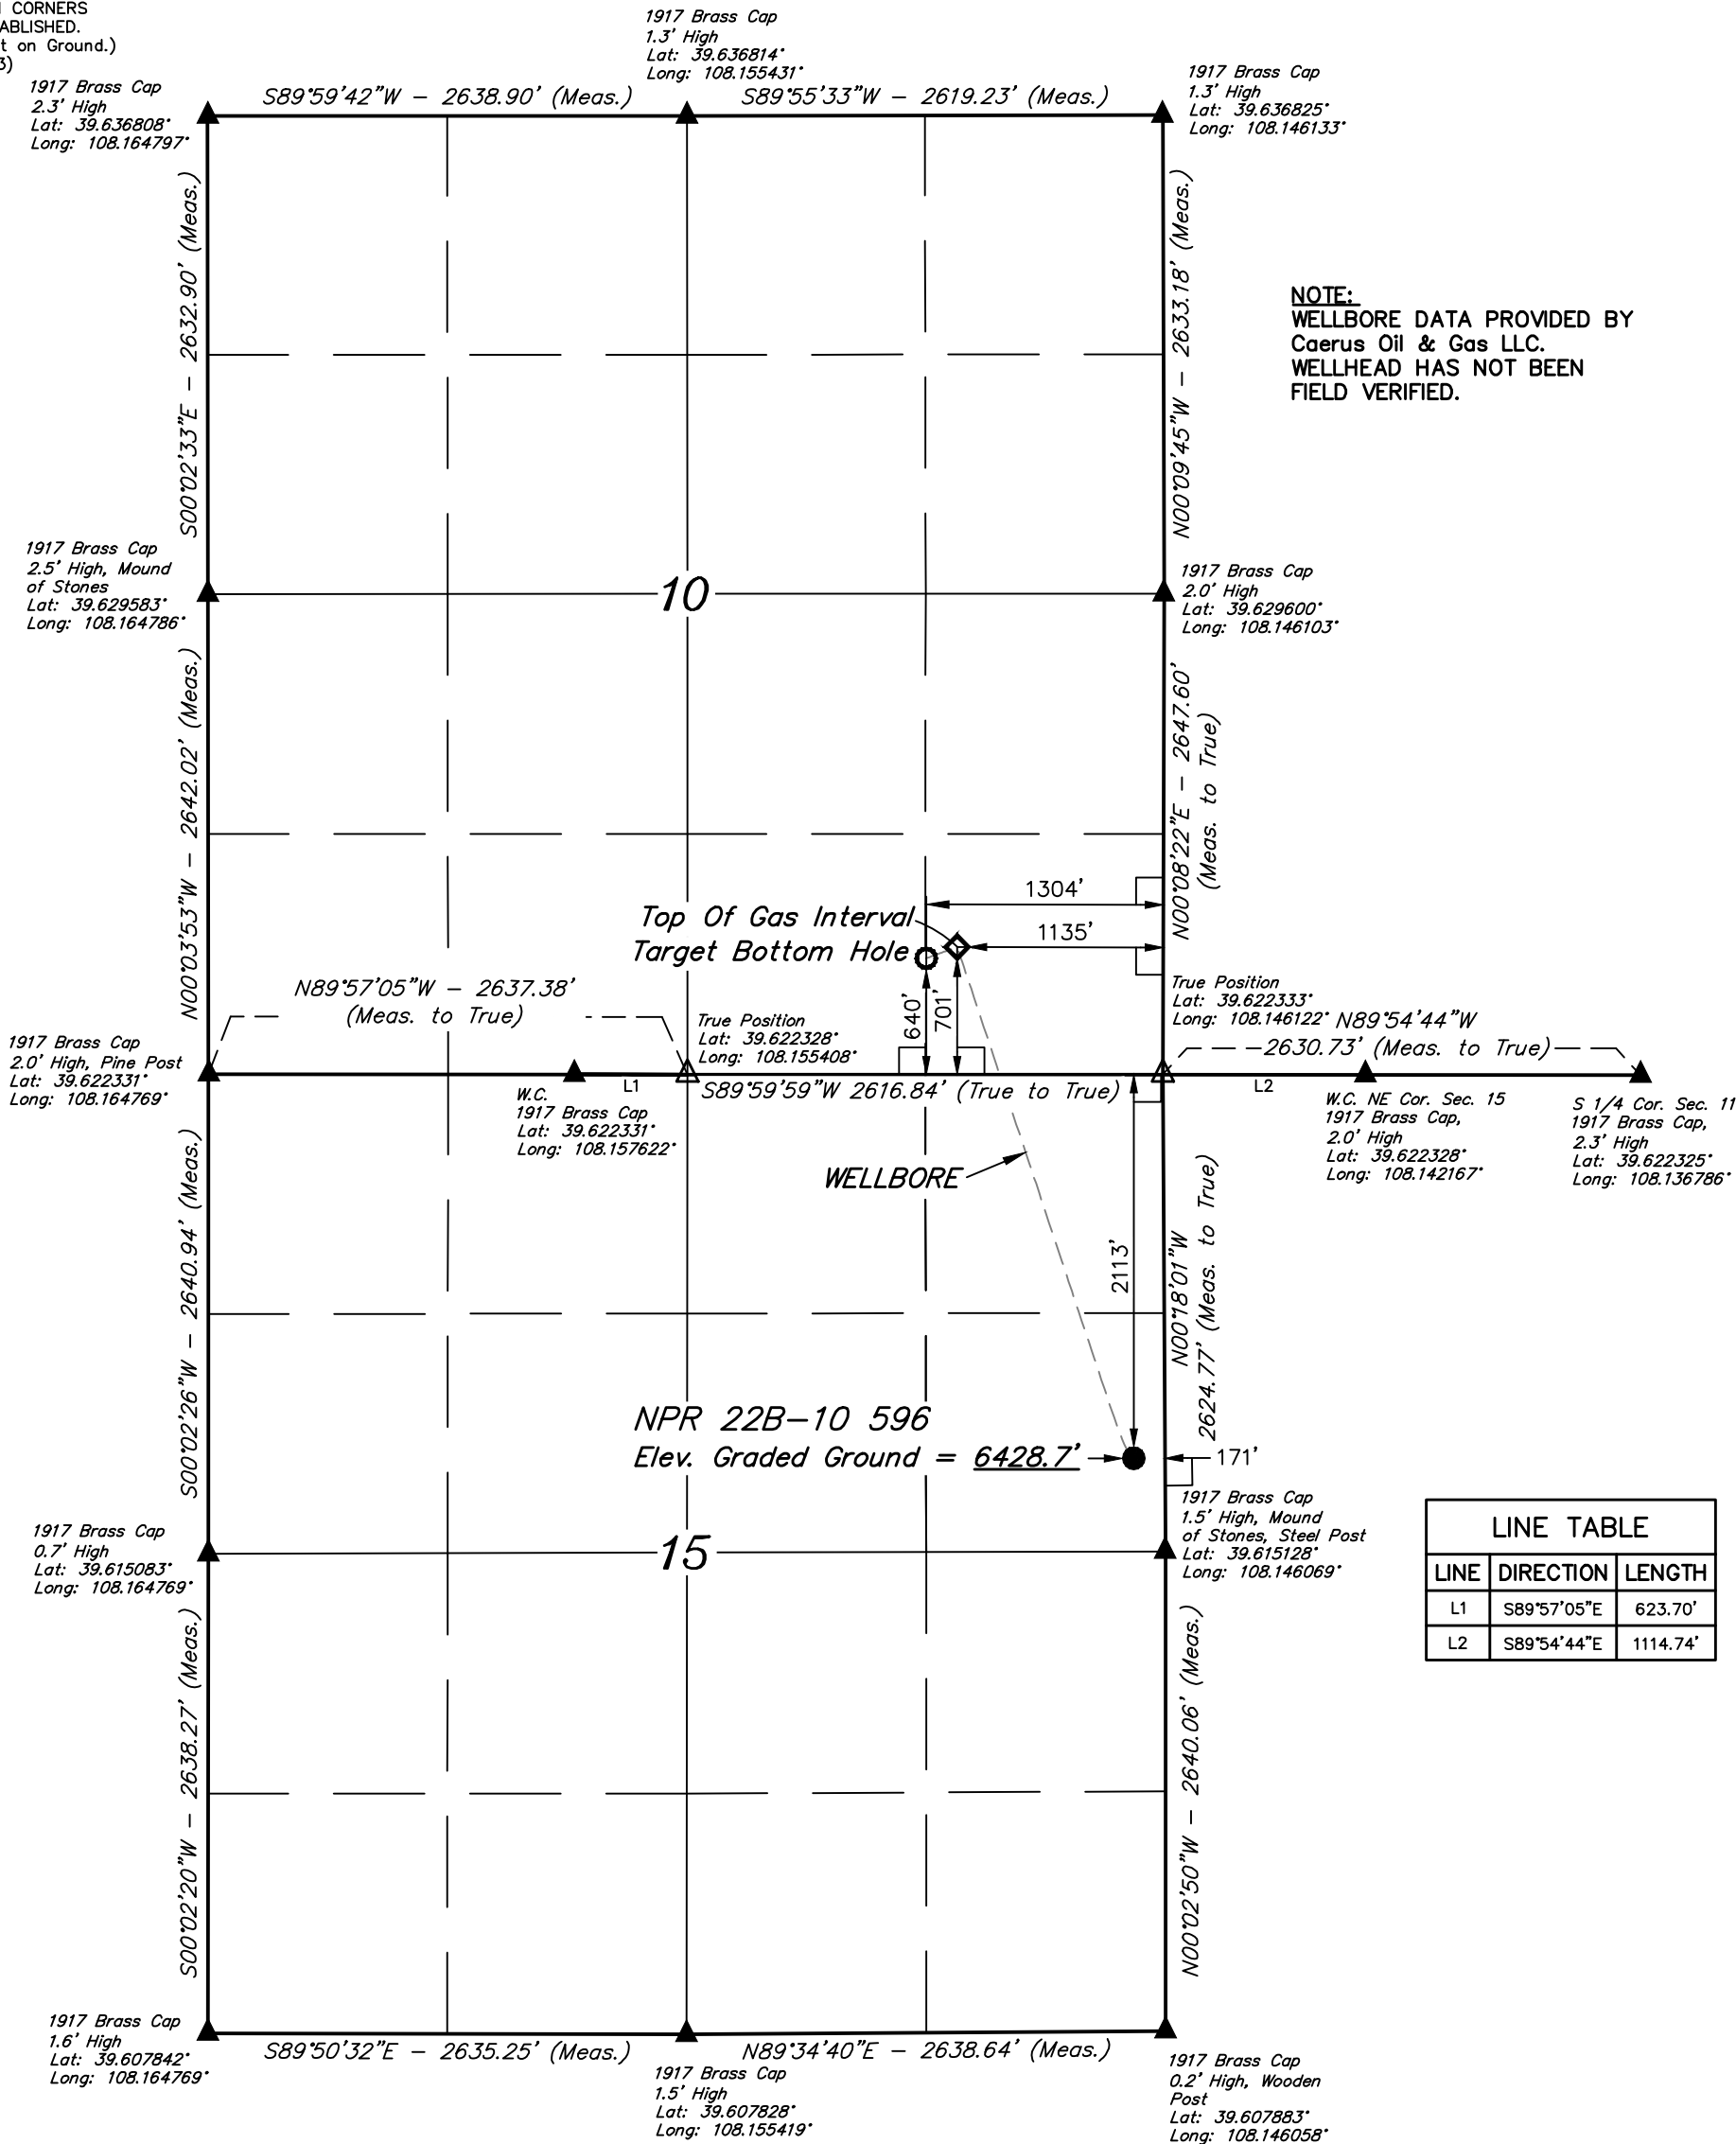 CORNERS
ABLISHED.
t on Ground.)
3)
1917 Brass Cap
2.3' High
Lat: 39.636808°
Long: 108.164797°
S89°59'42"W - 2638.90' (Meas.)
1917 Brass Cap
1.3' High
Lat: 39.636814°
Long: 108.155431°
S89°55'33"W - 2619.23' (Meas.)
1917 Brass Cap
1.3' High
Lat: 39.636825°
Long: 108.146133°
S00°02'33"E - 2632.90' (Meas.)
N00°09'45"W - 2633.18' (Meas.)
NOTE:
WELLBORE DATA PROVIDED BY
Caerus Oil & Gas LLC.
WELLHEAD HAS NOT BEEN
FIELD VERIFIED.
1917 Brass Cap
2.5' High, Mound
of Stones
Lat: 39.629583°
Long: 108.164786°
10
1917 Brass Cap
2.0' High
Lat: 39.629600°
Long: 108.146103°
N00°03'53"W - 2642.02' (Meas.)
N00°08'22"E - 2647.60'
(Meas. to True)
1304'
Top Of Gas Interval
1135'
Target Bottom Hole
640'
701'
N89°57'05"W - 2637.38'
(Meas. to True)
True Position
Lat: 39.622328°
Long: 108.155408°
True Position
Lat: 39.622333°
Long: 108.146122°
N89°54'44"W
2630.73' (Meas. to True)
1917 Brass Cap
2.0' High, Pine Post
Lat: 39.622331°
Long: 108.164769°
L1
S89°59'59"W 2616.84' (True to True)
L2
W.C.
1917 Brass Cap
Lat: 39.622331°
Long: 108.157622°
W.C. NE Cor. Sec. 15
1917 Brass Cap,
2.0' High
Lat: 39.622328°
Long: 108.142167°
S 1/4 Cor. Sec. 11
1917 Brass Cap,
2.3' High
Lat: 39.622325°
Long: 108.136786°
WELLBORE
S00°02'26"W - 2640.94' (Meas.)
2113'
N00°18'01"W
2624.77' (Meas. to True)
NPR 22B-10 596
Elev. Graded Ground = 6428.7'
171'
1917 Brass Cap
0.7' High
Lat: 39.615083°
Long: 108.164769°
15
1917 Brass Cap
1.5' High, Mound
of Stones, Steel Post
Lat: 39.615128°
Long: 108.146069°
LINE TABLE
LINE DIRECTION LENGTH
L1 S89°57'05"E 623.70'
L2 S89°54'44"E 1114.74'
S00°02'20"W - 2638.27' (Meas.)
N00°02'50"W - 2640.06' (Meas.)
1917 Brass Cap
1.6' High
Lat: 39.607842°
Long: 108.164769°
S89°50'32"E - 2635.25' (Meas.)
1917 Brass Cap
1.5' High
Lat: 39.607828°
Long: 108.155419°
N89°34'40"E - 2638.64' (Meas.)
1917 Brass Cap
0.2' High, Wooden
Post
Lat: 39.607883°
Long: 108.146058°